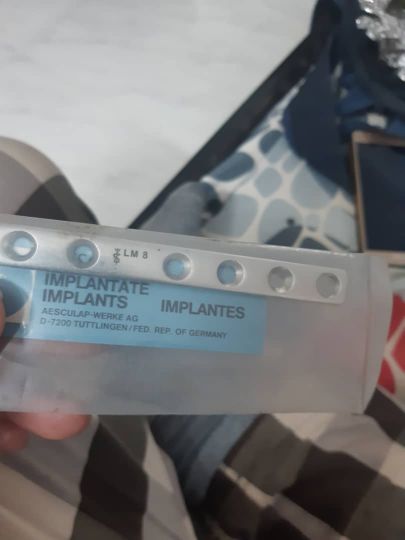 LM 8
IMPLANTATE
IMPLANTS IMPLANTES
AESCULAP-WERKE AG
D-7200 TUTTLINGEN/FED. REP. OF GERMANY